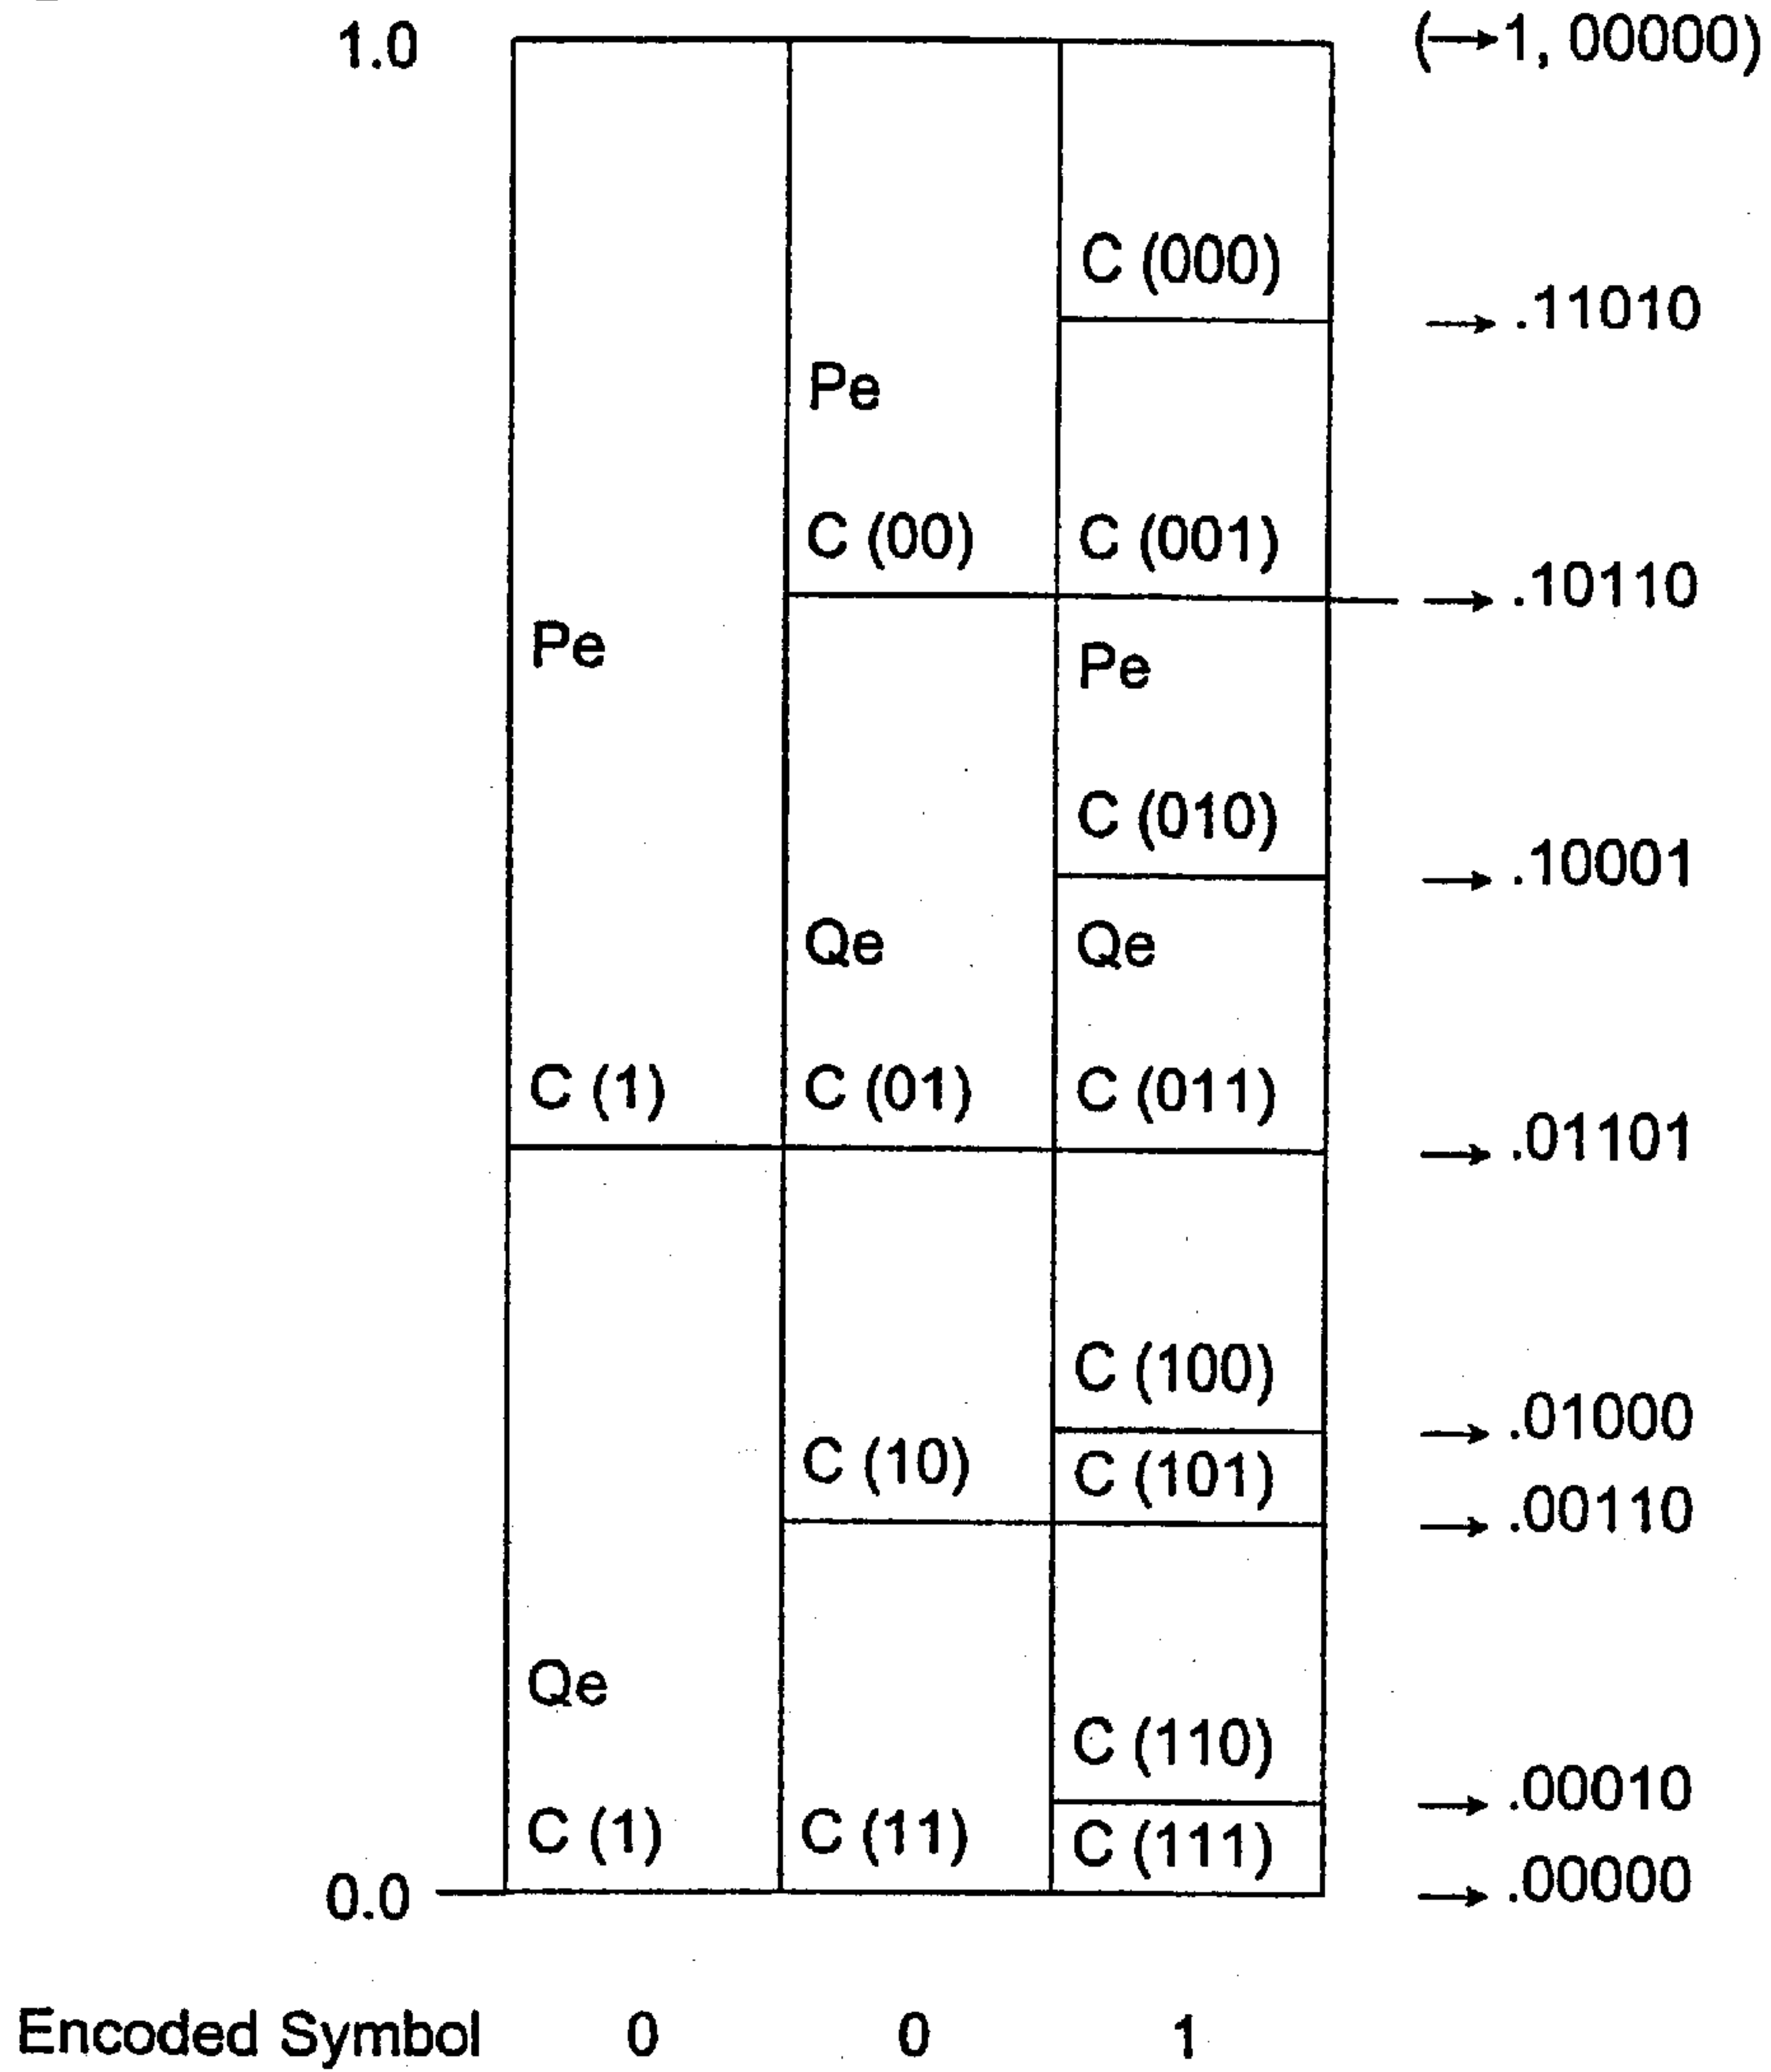 1.0 (→1, 00000)
C (000)
→ .11010
Pe
C (00) C (001)
→ .10110
Pe Pe
C (010)
→ .10001
Qe Qe
C (1) C (01) C (011)
→ .01101
C (100)
→ .01000
C (10) C (101)
→ .00110
Qe
C (110)
→ .00010
C (1) C (11) C (111)
0.0 → .00000
Encoded Symbol 0 0 1